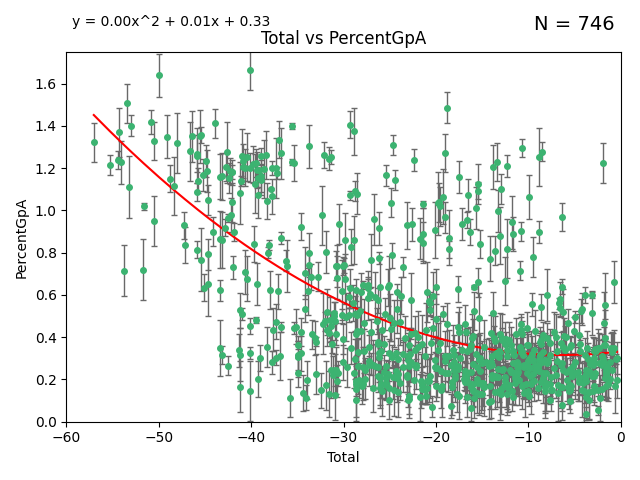 y = 0.00x^2 + 0.01x + 0.33
N = 746
Total vs PercentGpA
PercentGpA
1.6
1.4
1.2
1.0
0.8
0.6
0.4
0.2
0.0
−60 −50 −40 −30 −20 −10 0
Total